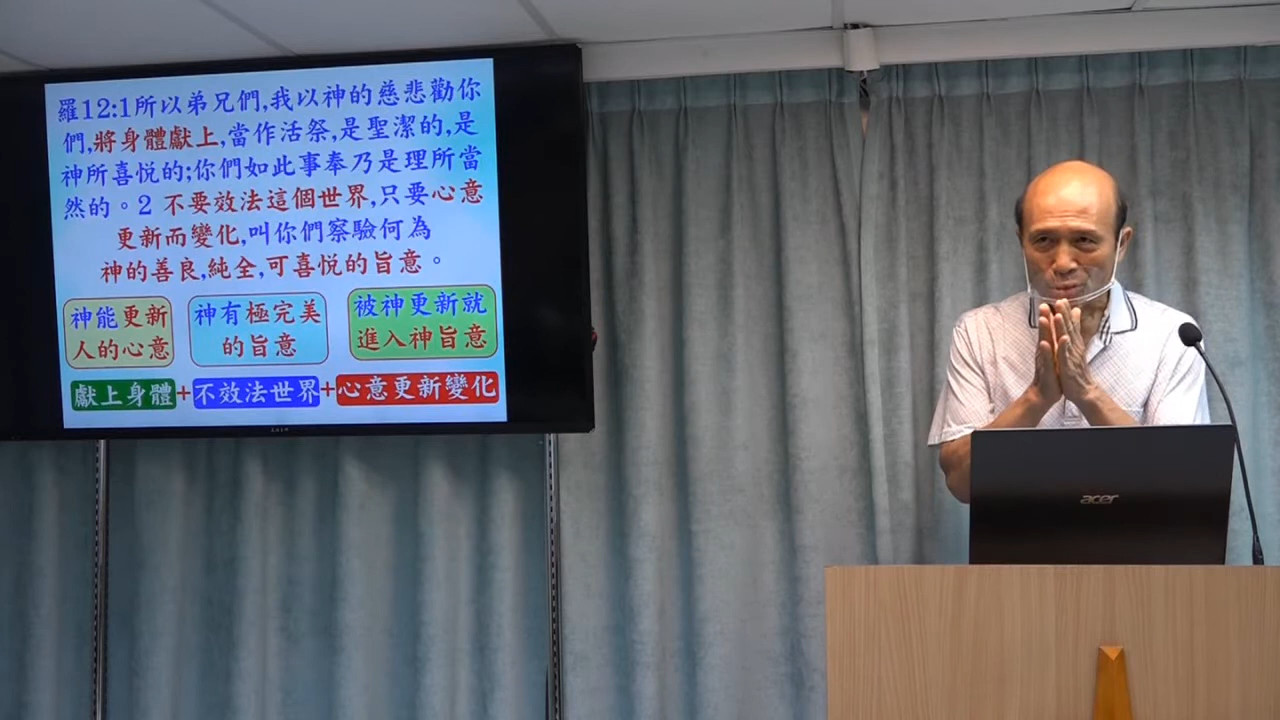 羅12:1所以弟兄們,我以神的慈悲勸你
們,將身體獻上,當作活祭,是聖潔的,是
神所喜悅的;你們如此事奉乃是理所當
然的。2 不要效法這個世界,只要心意
更新而變化,叫你們察驗何為
神的善良,純全,可喜悅的旨意。
神能更新
人的心意
神有極完美
的旨意
被神更新就
進入神旨意
獻上身體+不效法世界+心意更新變化
acer